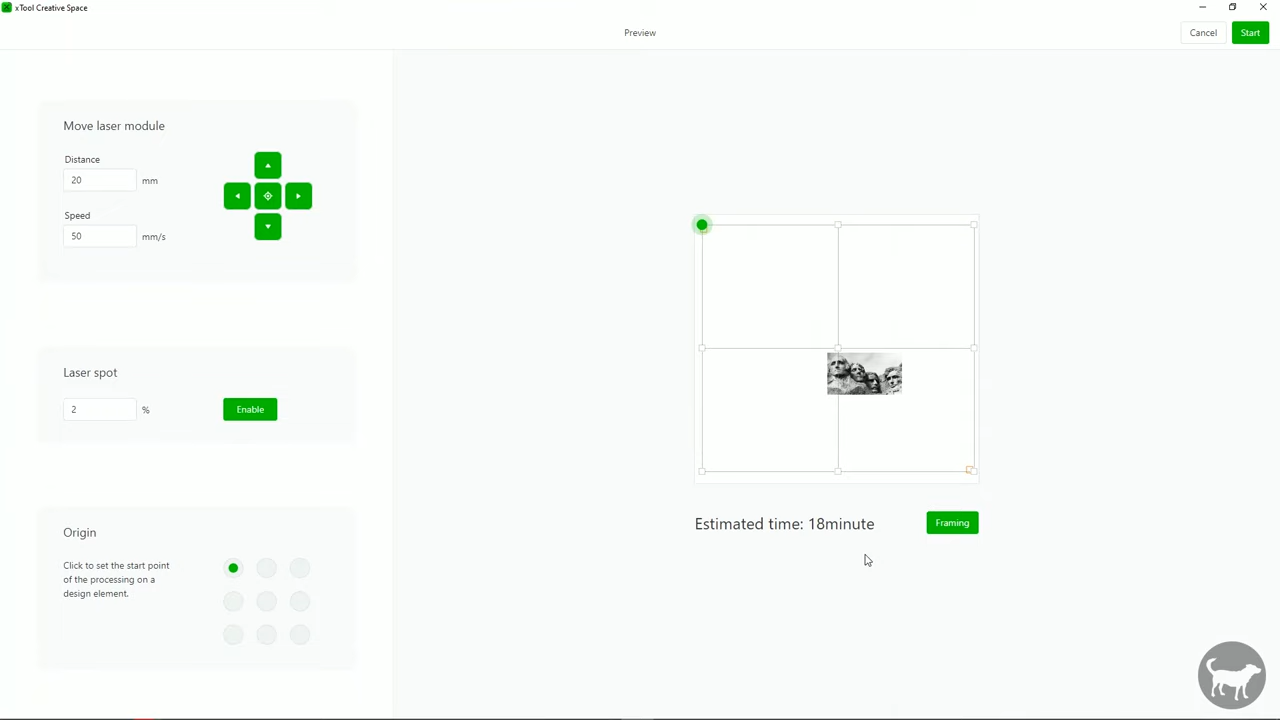 xTool Creative Space
Preview
Cancel
Start
Move laser module
Distance
20 mm
Speed
50 mm/s
Laser spot
2 %
Enable
Origin
Click to set the start point
of the processing on a
design element.
Estimated time: 18minute
Framing